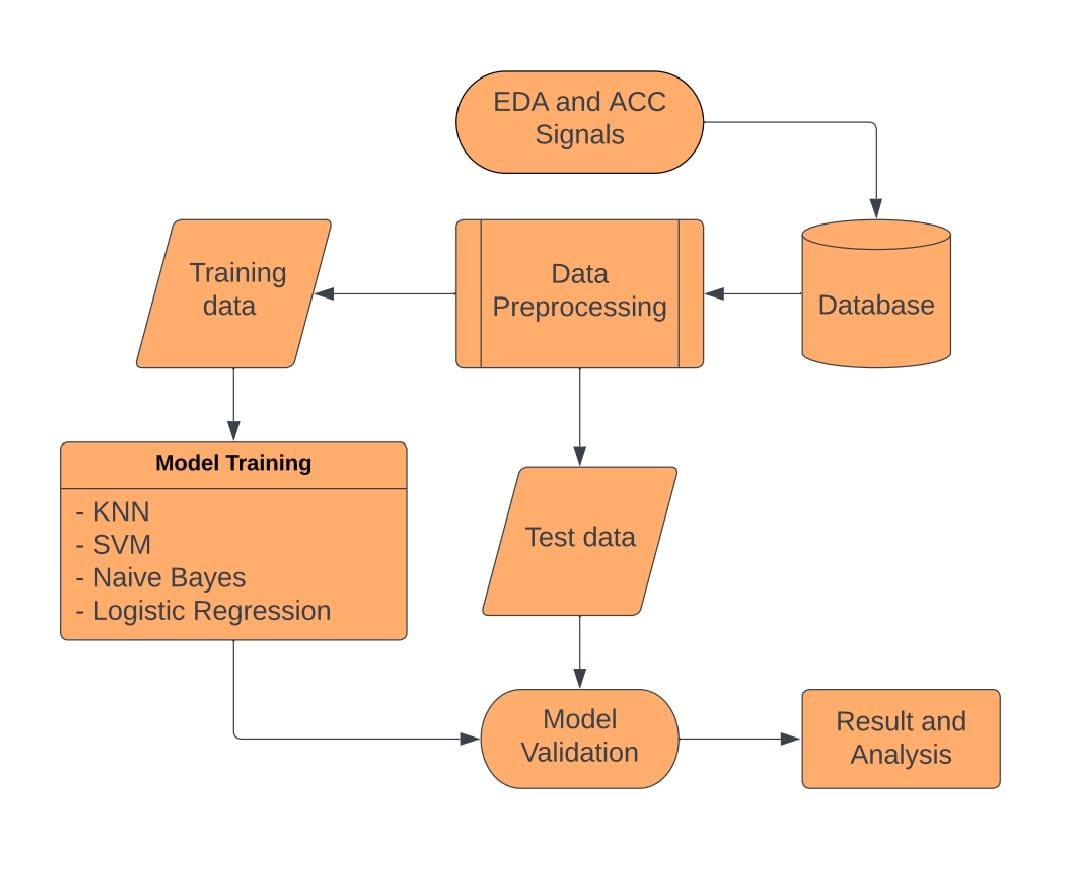 EDA and ACC
Signals
Training
data
Data
Preprocessing
Database
Model Training
- KNN
- SVM
- Naive Bayes
- Logistic Regression
Test data
Model
Validation
Result and
Analysis